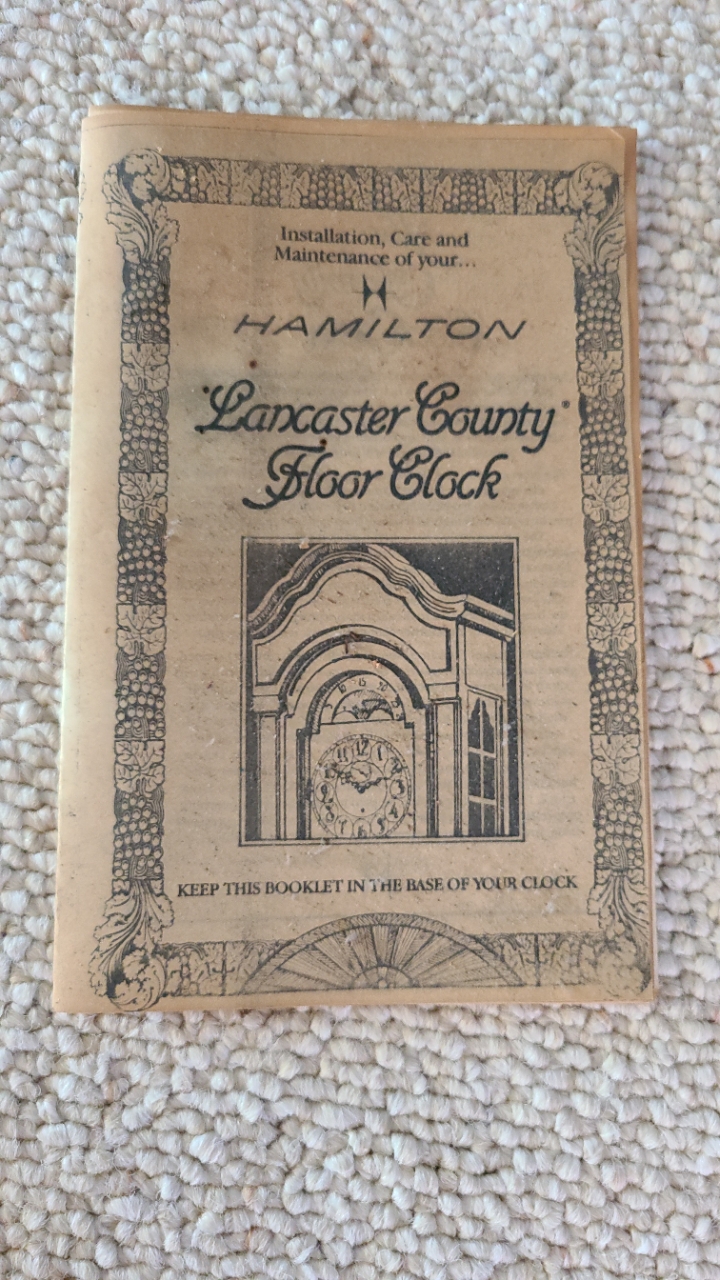 Installation, Care and
Maintenance of your...
HAMILTON
Lancaster County®
Floor Clock
KEEP THIS BOOKLET IN THE BASE OF YOUR CLOCK